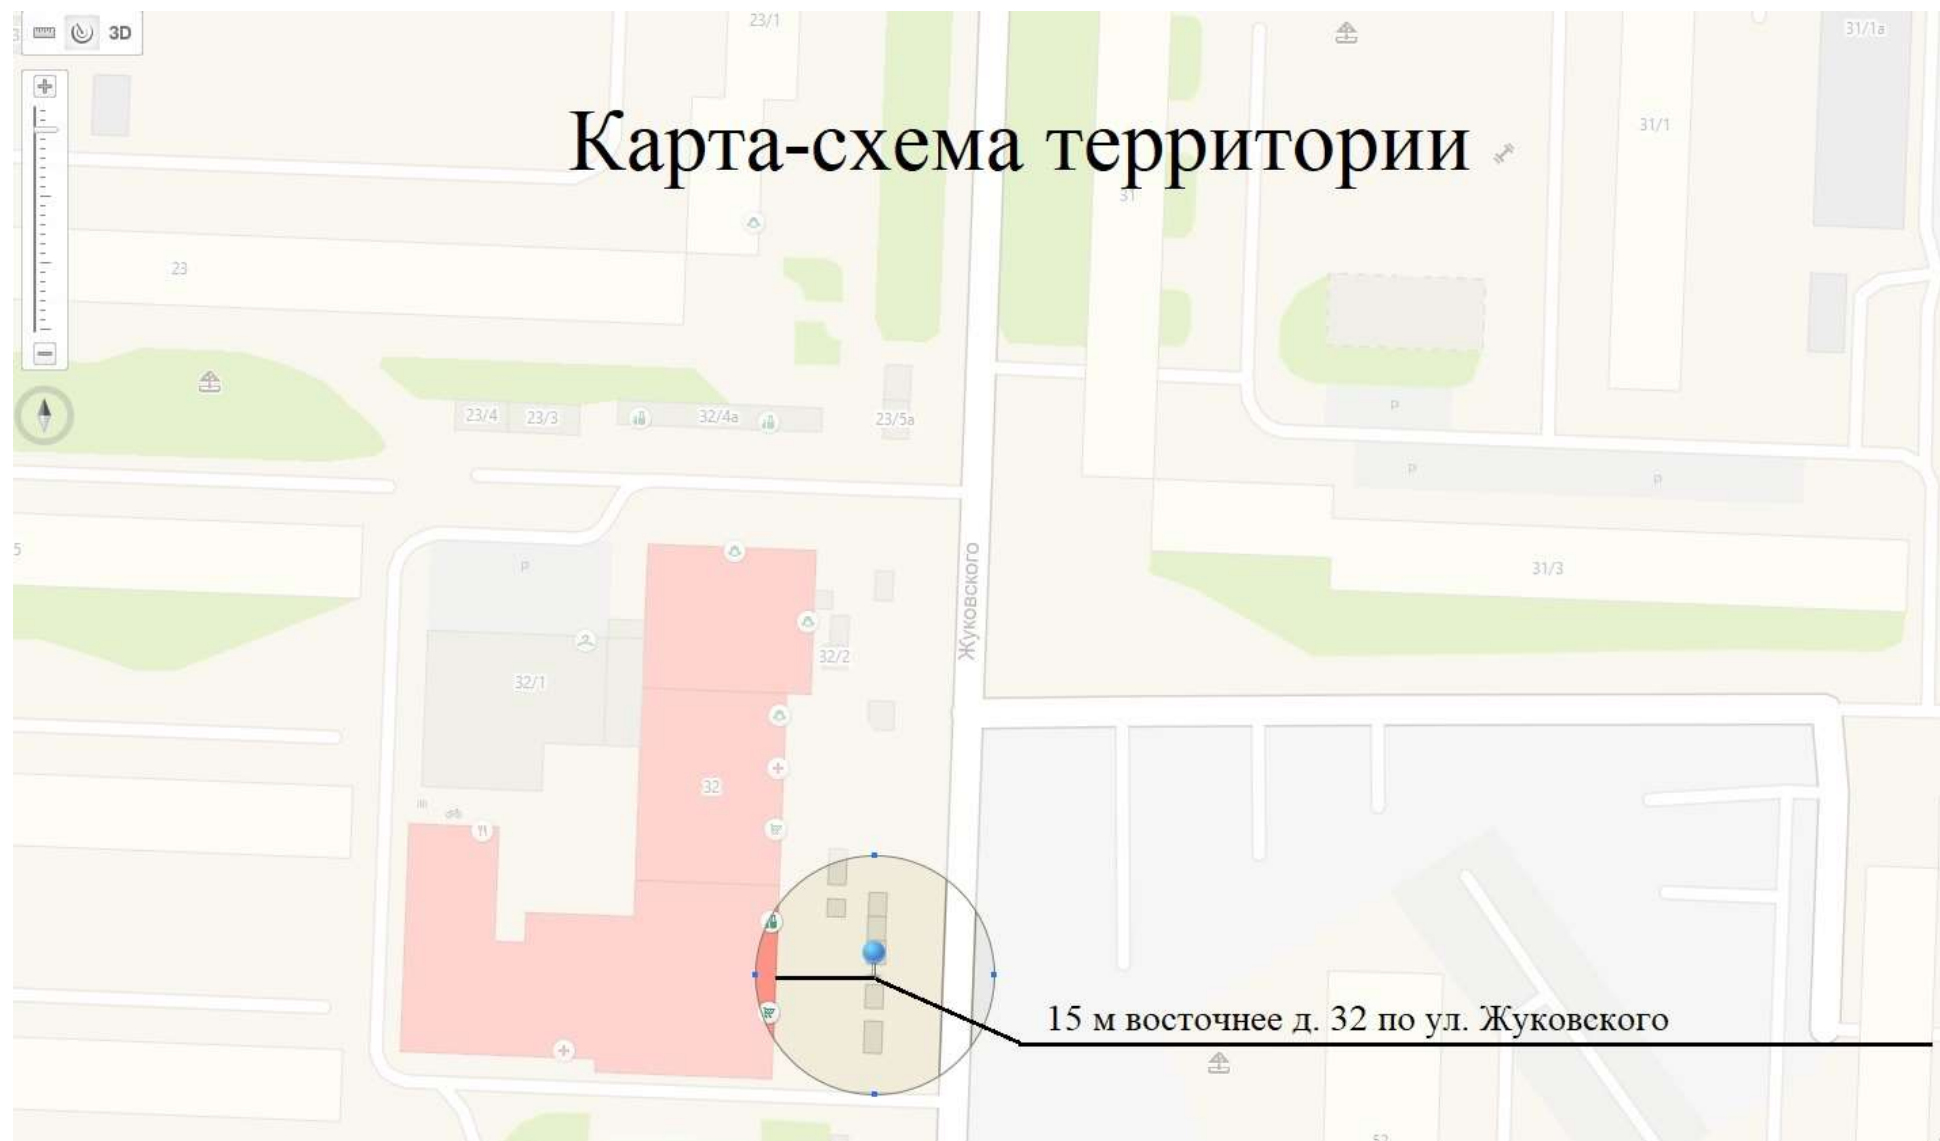 3D
23/1
31/1а
Карта-схема территории
31/1
31
23
23/4
23/3
32/4а
23/5а
P
P
P
5
P
Жуковского
31/3
32/2
32/1
32
15 м восточнее д. 32 по ул. Жуковского